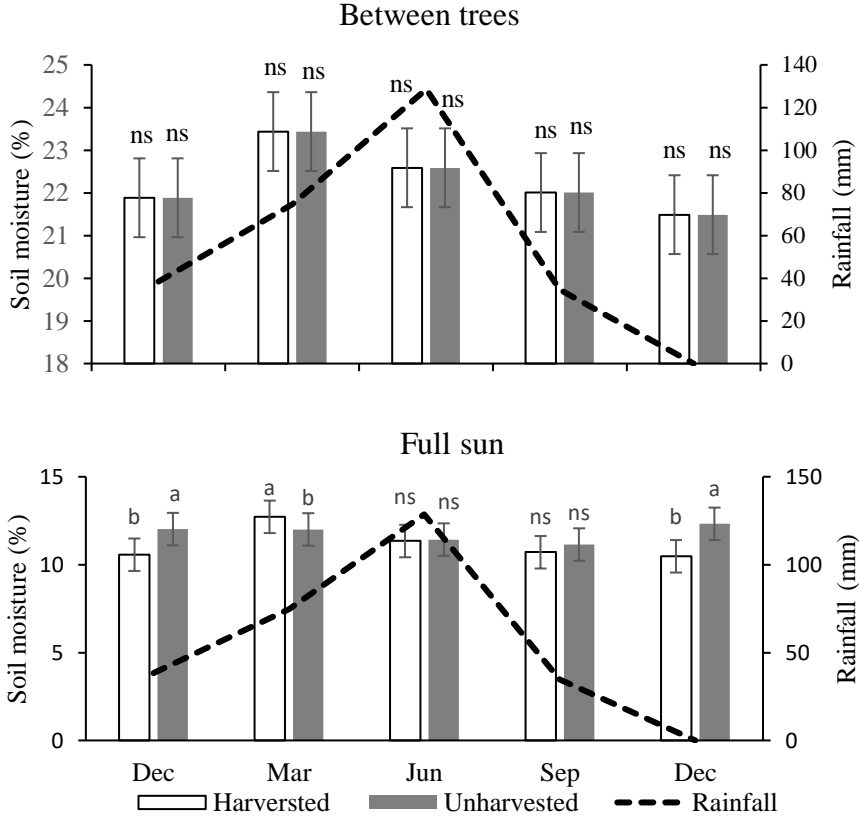 Between trees
Soil moisture (%)
25
24
23
22
21
20
19
18
ns ns
ns ns
ns ns
ns ns
ns ns
140
120
100
80
60
40
20
0
Rainfall (mm)
Full sun
Soil moisture (%)
15
10
5
0
b a
a b
ns ns
ns ns
b a
150
100
50
0
Rainfall (mm)
Dec Mar Jun Sep Dec
Harversted Unharvested Rainfall